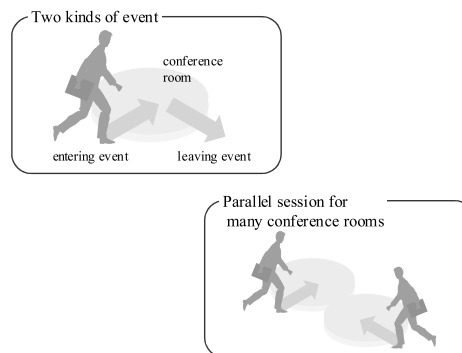 Two kinds of event
conference
room
entering event
leaving event
Parallel session for
many conference rooms